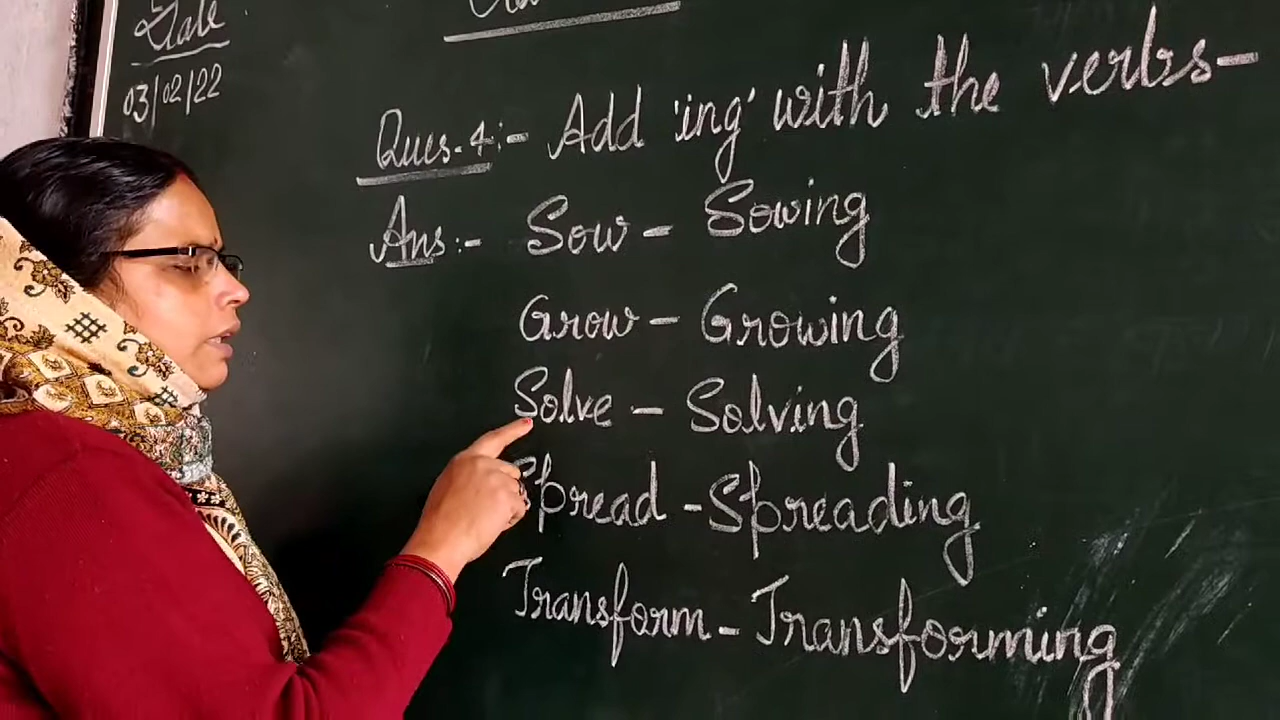 Date
03/02/22
Ques.4:- Add 'ing' with the verbs-
Ans:- Sow - Sowing
Grow - Growing
Solve - Solving
Spread - Spreading
Transform - Transforming